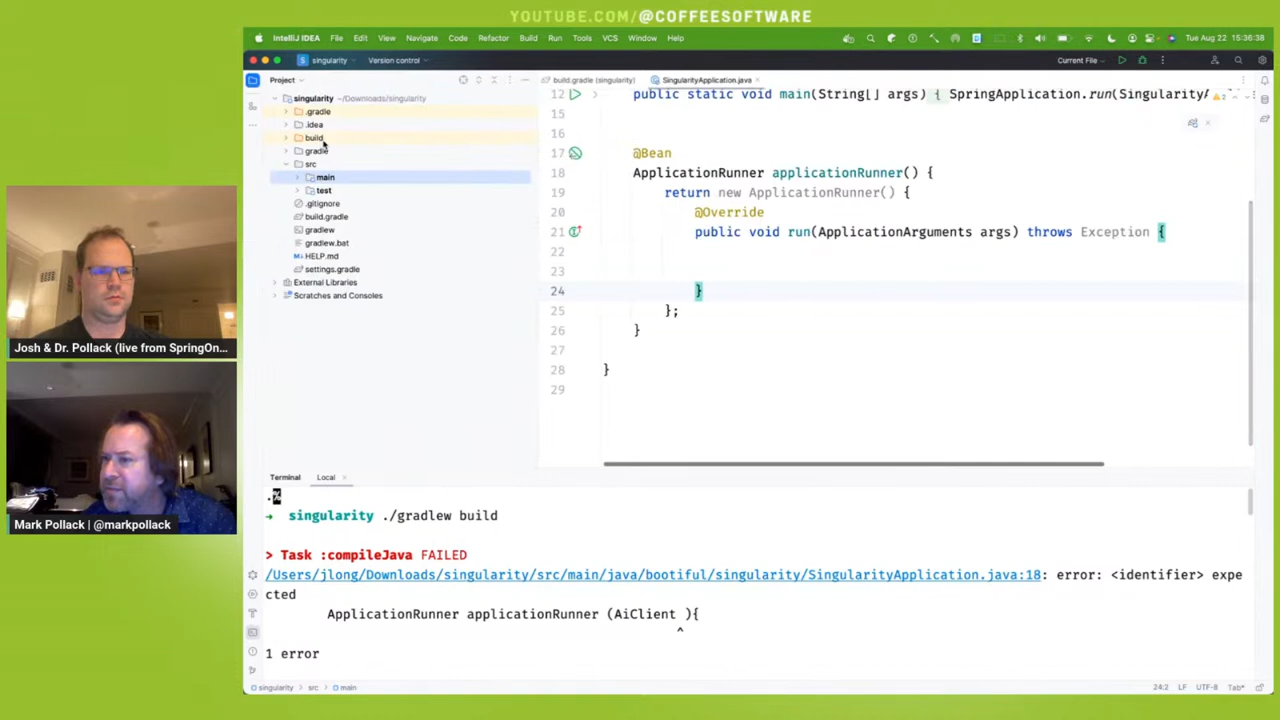 YOUTUBE.COM/@COFFEESOFTWARE
IntelliJ IDEA File Edit View Navigate Code Refactor Build Run Tools VCS Window Help Tue Aug 22 15:36:38
S singularity Version control Current File
Project
build.gradle (singularity) SingularityApplication.java
singularity ~/Downloads/singularity
.gradle
.idea
build
gradle
src
main
test
.gitignore
build.gradle
gradlew
gradlew.bat
HELP.md
settings.gradle
External Libraries
Scratches and Consoles
12 public static void main(String[] args) { SpringApplication.run(SingularityA 2
15
16
17 @Bean
18 ApplicationRunner applicationRunner() {
19 return new ApplicationRunner() {
20 @Override
21 public void run(ApplicationArguments args) throws Exception {
22
23
24 }
25 };
26 }
27
28 }
29
Josh & Dr. Pollack (live from SpringOn...
Mark Pollack | @markpollack
Terminal Local
.%
→ singularity ./gradlew build
> Task :compileJava FAILED
/Users/jlong/Downloads/singularity/src/main/java/bootiful/singularity/SingularityApplication.java:18: error: <identifier> expe
cted
ApplicationRunner applicationRunner (AiClient ){
^
1 error
singularity > src > main 24:2 LF UTF-8 Tab*